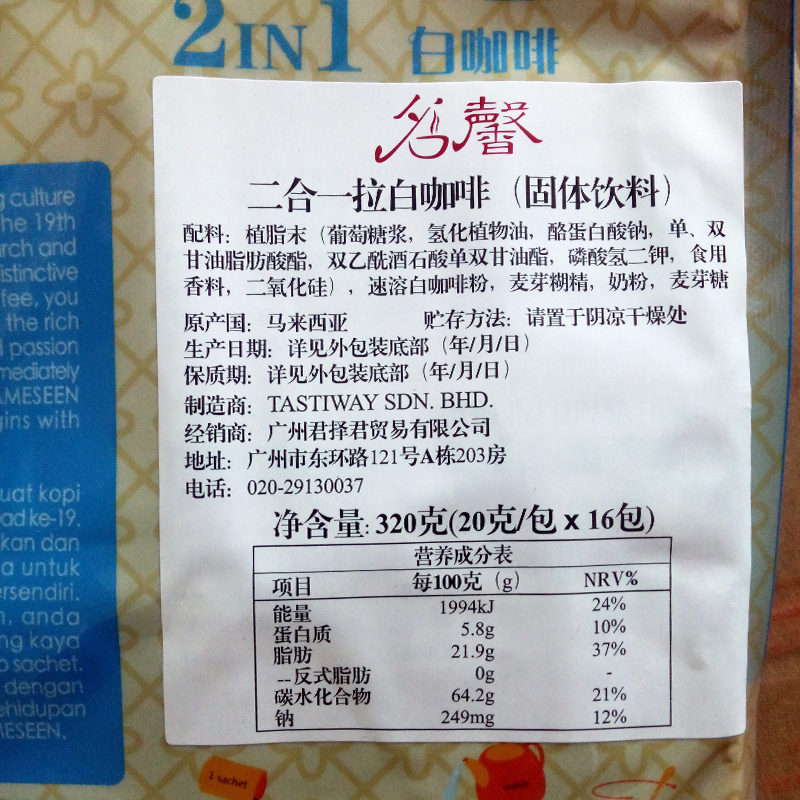 2IN1 白咖啡
名馨
二合一拉白咖啡（固体饮料）
配料：植脂末（葡萄糖浆，氢化植物油，酪蛋白酸钠，单、双
甘油脂肪酸酯，双乙酰酒石酸单双甘油酯，磷酸氢二钾，食用
香料，二氧化硅），速溶白咖啡粉，麦芽糊精，奶粉，麦芽糖
原产国：马来西亚 贮存方法：请置于阴凉干燥处
生产日期：详见外包装底部（年/月/日）
保质期：详见外包装底部（年/月/日）
制造商：TASTIWAY SDN. BHD.
经销商：广州君择君贸易有限公司
地址：广州市东环路121号A栋203房
电话：020-29130037
净含量: 320克(20克/包 x 16包)
营养成分表
项目 每100克（g） NRV%
能量 1994kJ 24%
蛋白质 5.8g 10%
脂肪 21.9g 37%
--反式脂肪 0g -
碳水化合物 64.2g 21%
钠 249mg 12%
g culture
he 19th
rch and
istinctive
fee, you
the rich
l passion
mediately
AMESEEN
gins with
uat kopi
ad ke-19.
kan dan
a untuk
ersendiri.
n, anda
ng kaya
o sachet.
dengan
ehidupan
MESEEN.
1 sachet